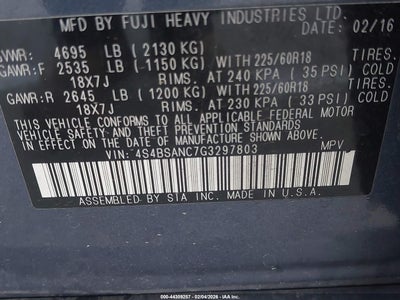 MFD. BY FUJI HEAVY INDUSTRIES LTD.
DATE: 02/16
GVWR: 4695 LB (2130 KG)
GAWR:F 2535 LB (-1150 KG) WITH 225/60R18 TIRES.
18X7J RIMS. AT 240 KPA (35 PSI) COLD
GAWR:R 2645 LB (1200 KG) WITH 225/60R18 TIRES.
18X7J RIMS. AT 230 KPA (33 PSI) COLD
THIS VEHICLE CONFORMS TO ALL APPLICABLE FEDERAL MOTOR
VEHICLE SAFETY AND THEFT PREVENTION STANDARDS
IN EFFECT ON THE DATE OF MANUFACTURE SHOWN ABOVE.
VIN: 4S4BSANC7G3297803 MPV
ASSEMBLED BY SIA INC. MADE IN U.S.A.
000-44309257 - 02/04/2026 - IAA Inc.